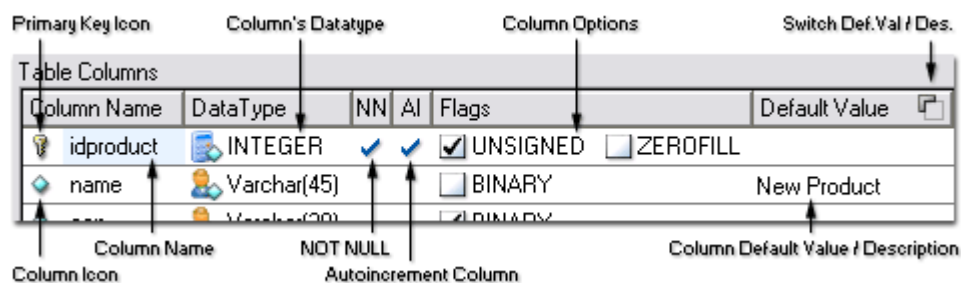 Primary Key Icon Column's Datatype Column Options Switch Def.Val / Des.
Table Columns
Column Name DataType NN AI Flags Default Value
idproduct INTEGER UNSIGNED ZEROFILL
name Varchar(45) BINARY New Product
Column Name NOT NULL Column Default Value / Description
Column Icon Autoincrement Column